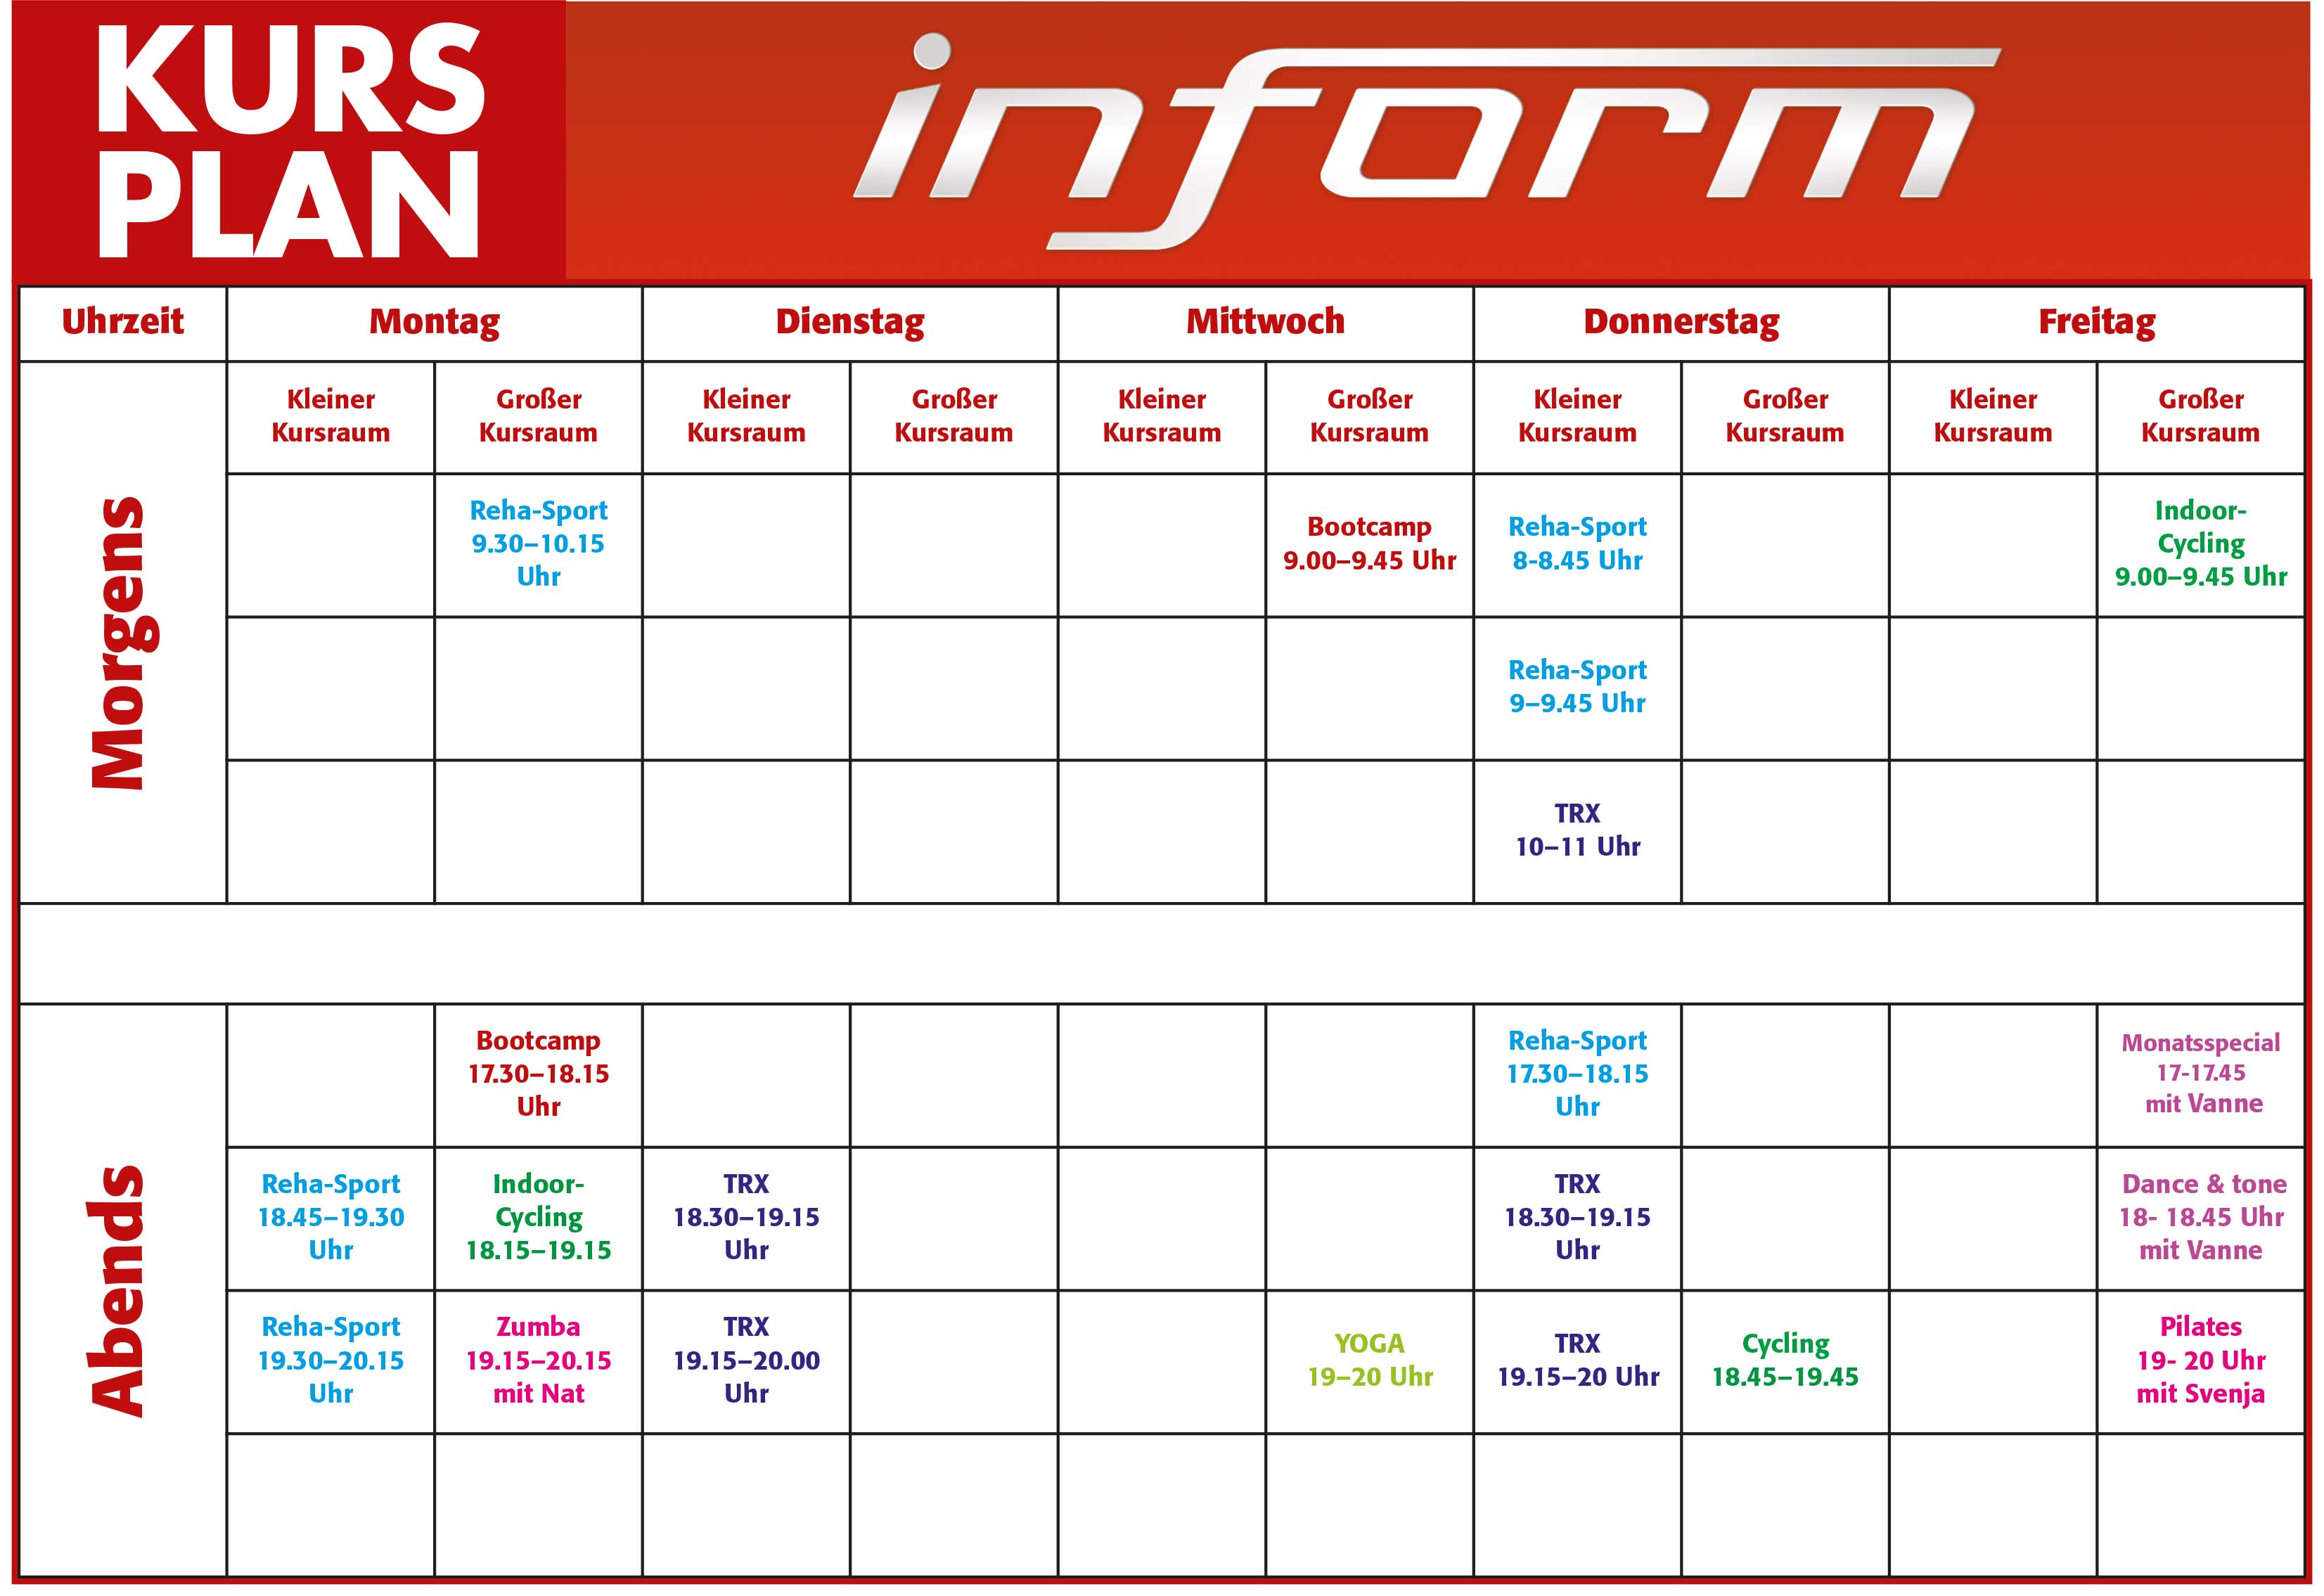 KURS
PLAN
inform
Uhrzeit Montag Dienstag Mittwoch Donnerstag Freitag
Morgens
Kleiner Großer Kleiner Großer Kleiner Großer Kleiner Großer Kleiner Großer
Kursraum Kursraum Kursraum Kursraum Kursraum Kursraum Kursraum Kursraum Kursraum Kursraum
Reha-Sport
9.30–10.15
Uhr
Bootcamp
9.00–9.45 Uhr
Reha-Sport
8-8.45 Uhr
Indoor-
Cycling
9.00–9.45 Uhr
Reha-Sport
9–9.45 Uhr
TRX
10–11 Uhr
Abends
Bootcamp
17.30–18.15
Uhr
Reha-Sport
17.30–18.15
Uhr
Monatsspecial
17-17.45
mit Vanne
Reha-Sport
18.45–19.30
Uhr
Indoor-
Cycling
18.15–19.15
TRX
18.30–19.15
Uhr
TRX
18.30–19.15
Uhr
Dance & tone
18- 18.45 Uhr
mit Vanne
Reha-Sport
19.30–20.15
Uhr
Zumba
19.15–20.15
mit Nat
TRX
19.15–20.00
Uhr
YOGA
19–20 Uhr
TRX
19.15–20 Uhr
Cycling
18.45–19.45
Pilates
19- 20 Uhr
mit Svenja